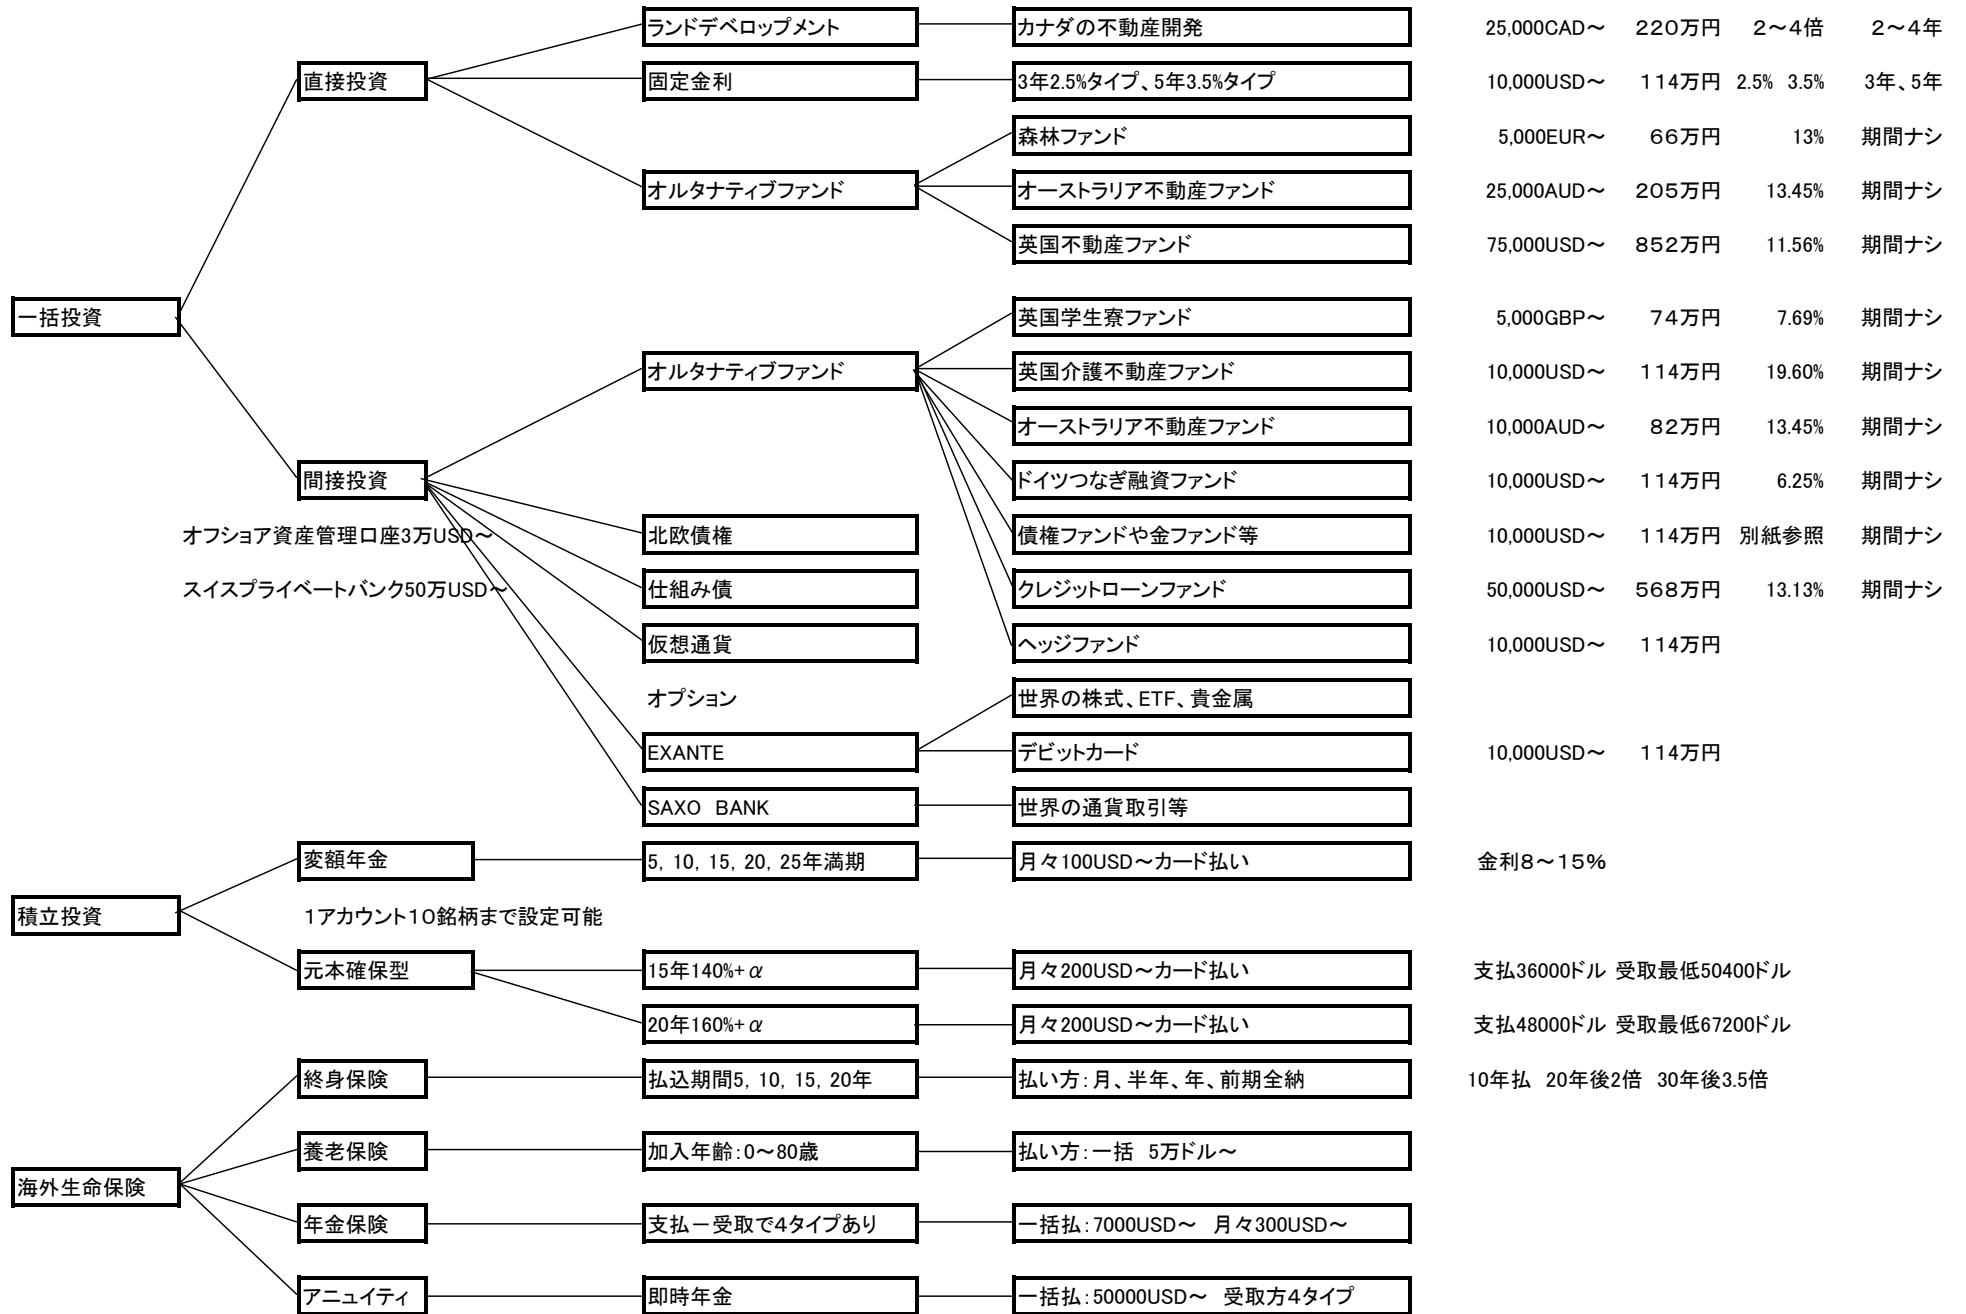 ランドデベロップメント カナダの不動産開発 25,000CAD～ ２２０万円 ２～４倍 ２～４年
直接投資 固定金利 3年2.5%タイプ、5年3.5%タイプ 10,000USD～ １１４万円 2.5% 3.5% 3年、5年
森林ファンド 5,000EUR～ ６６万円 13% 期間ナシ
オルタナティブファンド オーストラリア不動産ファンド 25,000AUD～ ２０５万円 13.45% 期間ナシ
英国不動産ファンド 75,000USD～ ８５２万円 11.56% 期間ナシ
一括投資 英国学生寮ファンド 5,000GBP～ ７４万円 7.69% 期間ナシ
オルタナティブファンド 英国介護不動産ファンド 10,000USD～ １１４万円 19.60% 期間ナシ
オーストラリア不動産ファンド 10,000AUD～ ８２万円 13.45% 期間ナシ
間接投資 ドイツつなぎ融資ファンド 10,000USD～ １１４万円 6.25% 期間ナシ
オフショア資産管理口座3万USD～ 北欧債権 債権ファンドや金ファンド等 10,000USD～ １１４万円 別紙参照 期間ナシ
スイスプライベートバンク50万USD～ 仕組み債 クレジットローンファンド 50,000USD～ ５６８万円 13.13% 期間ナシ
仮想通貨 ヘッジファンド 10,000USD～ １１４万円
オプション 世界の株式、ETF、貴金属
EXANTE デビットカード 10,000USD～ １１４万円
SAXO BANK 世界の通貨取引等
変額年金 5, 10, 15, 20, 25年満期 月々100USD～カード払い 金利８～１５％
積立投資 １アカウント１０銘柄まで設定可能
元本確保型 15年140%+α 月々200USD～カード払い 支払36000ドル 受取最低50400ドル
20年160%+α 月々200USD～カード払い 支払48000ドル 受取最低67200ドル
終身保険 払込期間5, 10, 15, 20年 払い方：月、半年、年、前期全納 10年払 20年後2倍 30年後3.5倍
養老保険 加入年齢：0～80歳 払い方：一括 5万ドル～
海外生命保険
年金保険 支払－受取で４タイプあり 一括払：7000USD～ 月々300USD～
アニュイティ 即時年金 一括払：50000USD～ 受取方４タイプ